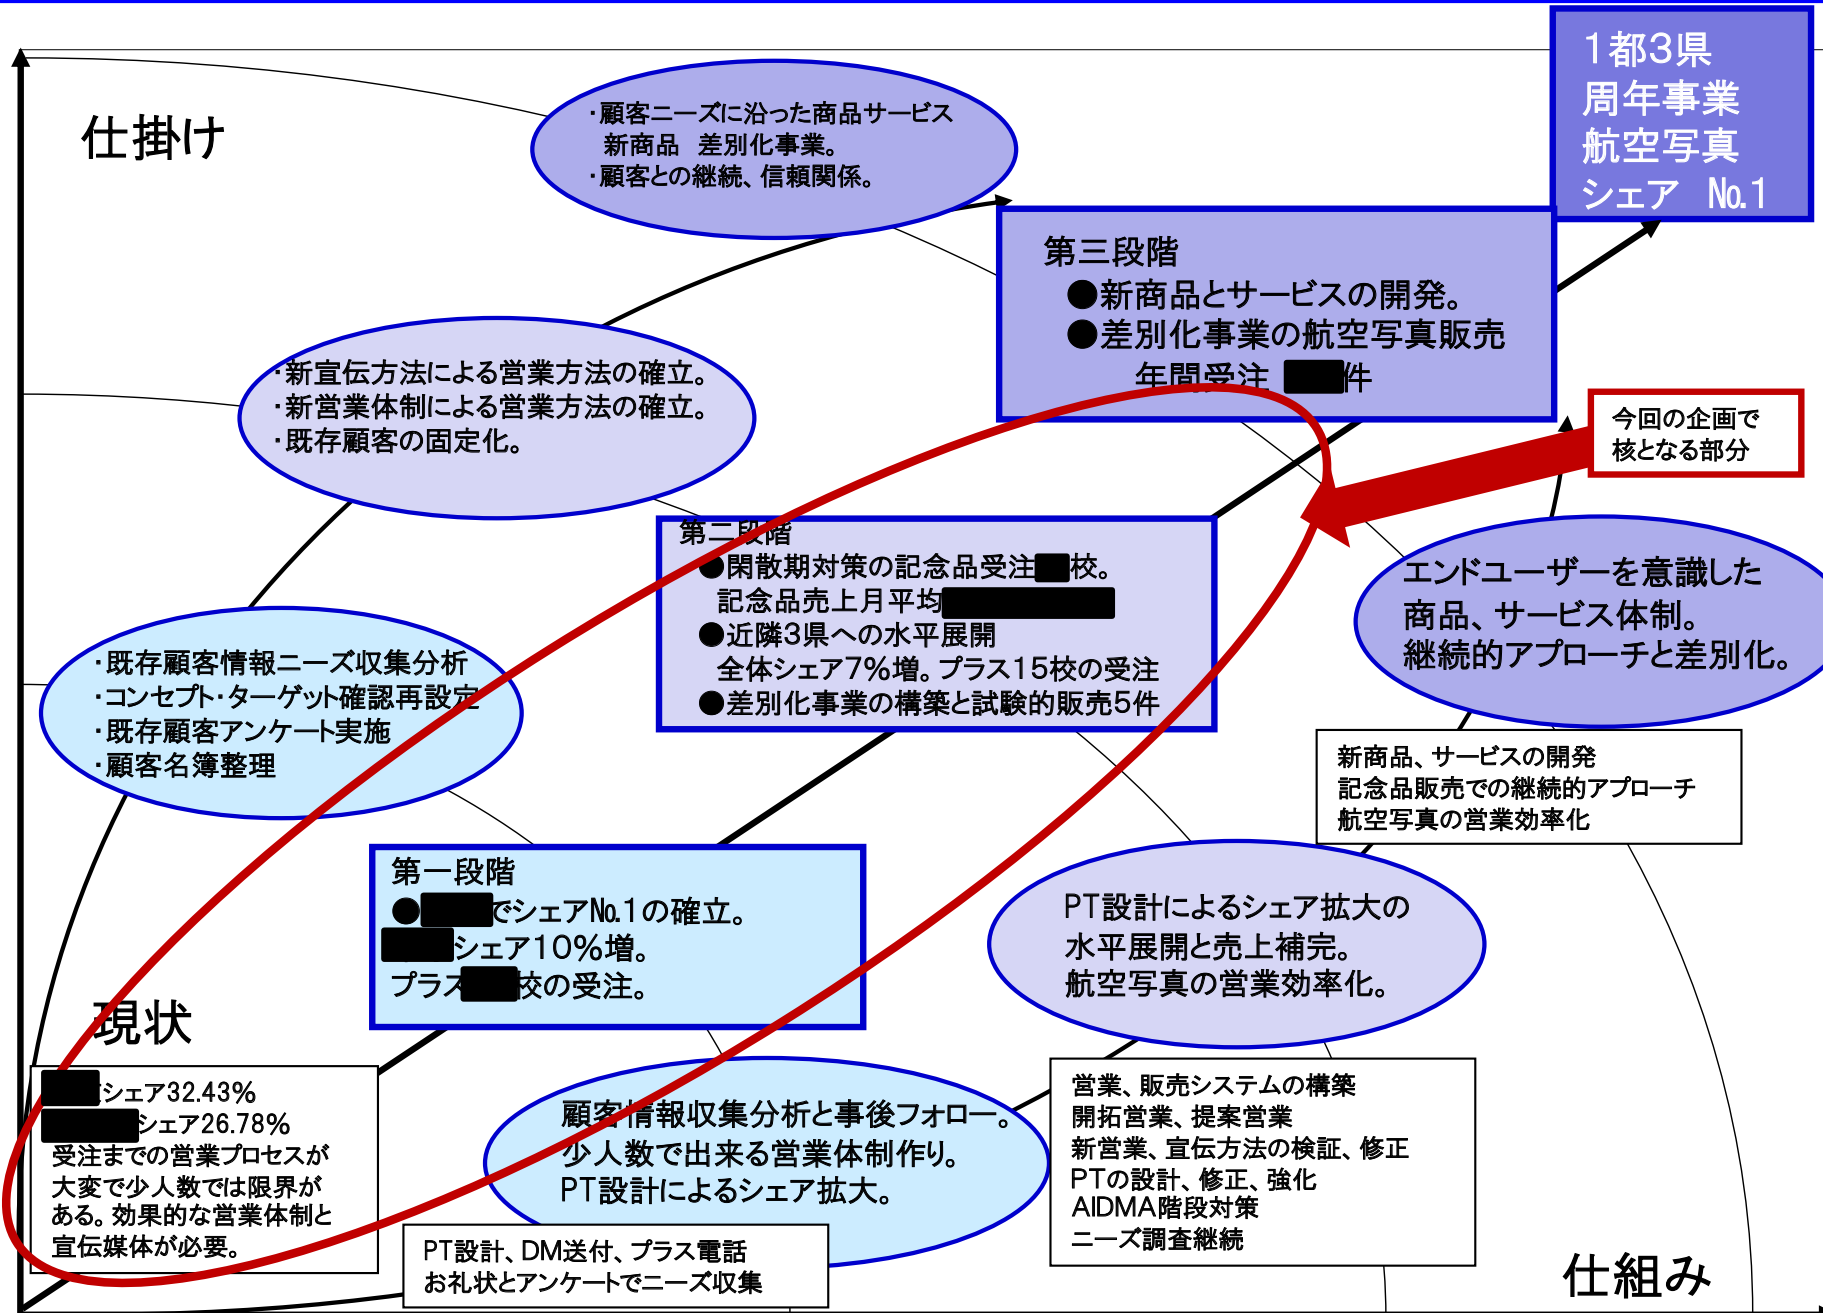 1都3県
周年事業
航空写真
シェア　№1
仕掛け
・顧客ニーズに沿った商品サービス
新商品　差別化事業。
・顧客との継続、信頼関係。
第三段階
●新商品とサービスの開発。
●差別化事業の航空写真販売
年間受注 件
・新宣伝方法による営業方法の確立。
・新営業体制による営業方法の確立。
・既存顧客の固定化。
今回の企画で
核となる部分
第二段階
●閑散期対策の記念品受注 校。
記念品売上月平均
●近隣3県への水平展開
全体シェア7%増。プラス15校の受注
●差別化事業の構築と試験的販売5件
エンドユーザーを意識した
商品、サービス体制。
継続的アプローチと差別化。
・既存顧客情報ニーズ収集分析
・コンセプト・ターゲット確認再設定
・既存顧客アンケート実施
・顧客名簿整理
新商品、サービスの開発
記念品販売での継続的アプローチ
航空写真の営業効率化
第一段階
● でシェア№1の確立。
シェア10%増。
プラス 校の受注。
PT設計によるシェア拡大の
水平展開と売上補完。
航空写真の営業効率化。
現状
シェア32.43%
シェア26.78%
受注までの営業プロセスが
大変で少人数では限界が
ある。効果的な営業体制と
宣伝媒体が必要。
顧客情報収集分析と事後フォロー。
少人数で出来る営業体制作り。
PT設計によるシェア拡大。
営業、販売システムの構築
開拓営業、提案営業
新営業、宣伝方法の検証、修正
PTの設計、修正、強化
AIDMA階段対策
ニーズ調査継続
PT設計、DM送付、プラス電話
お礼状とアンケートでニーズ収集
仕組み